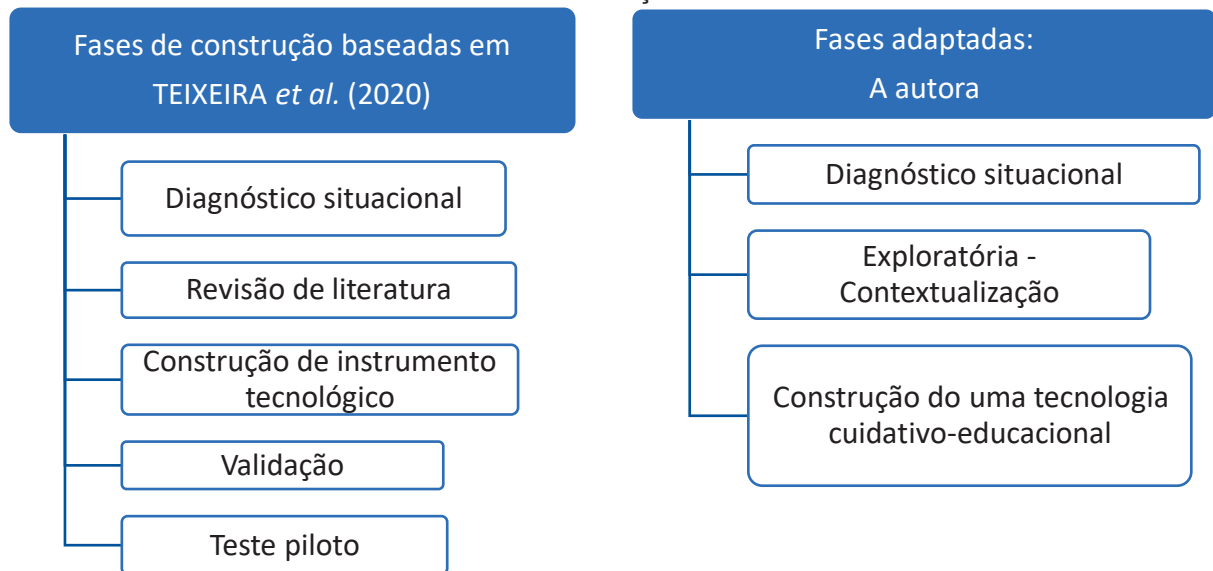 Fases de construção baseadas em
TEIXEIRA et al. (2020)
Diagnóstico situacional
Revisão de literatura
Construção de instrumento
tecnológico
Validação
Teste piloto
Fases adaptadas:
A autora
Diagnóstico situacional
Exploratória -
Contextualização
Construção do uma tecnologia
cuidativo-educacional